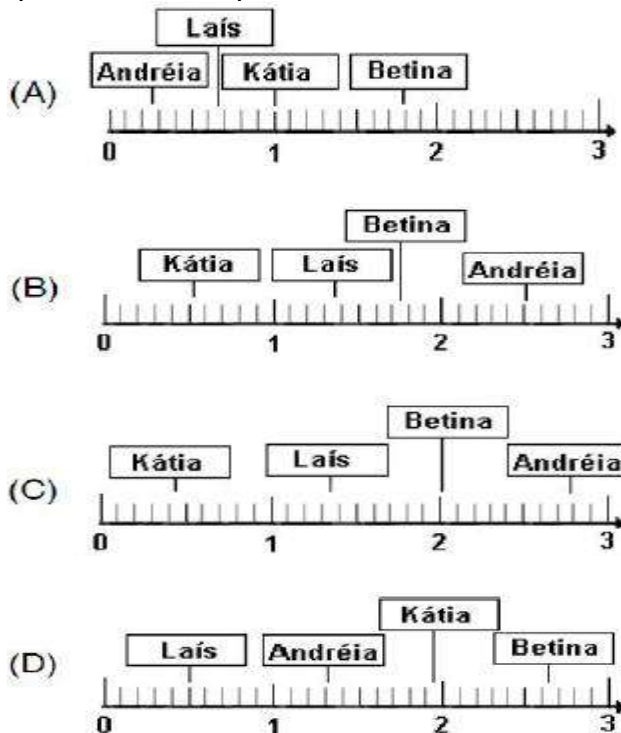 Laís
(A) Andréia Kátia Betina
0 1 2 3
Betina
(B) Kátia Laís Andréia
0 1 2 3
Betina
(C) Kátia Laís Andréia
0 1 2 3
Kátia
(D) Laís Andréia Betina
0 1 2 3